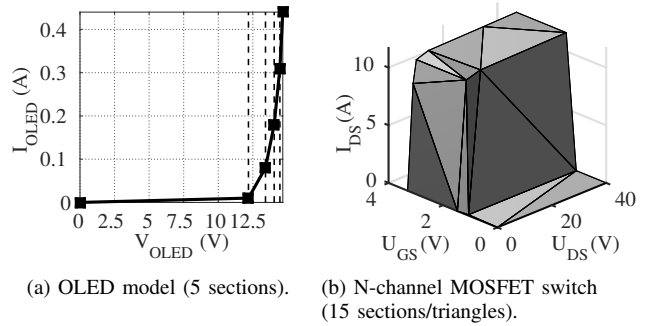 0.4
0.3
0.2
0.1
0
I_OLED (A)
0 2.5 5 7.5 10 12.5
V_OLED (V)
10
5
0
I_DS (A)
4 2 0
U_GS (V)
0 20 40
U_DS (V)
(a) OLED model (5 sections).
(b) N-channel MOSFET switch
(15 sections/triangles).